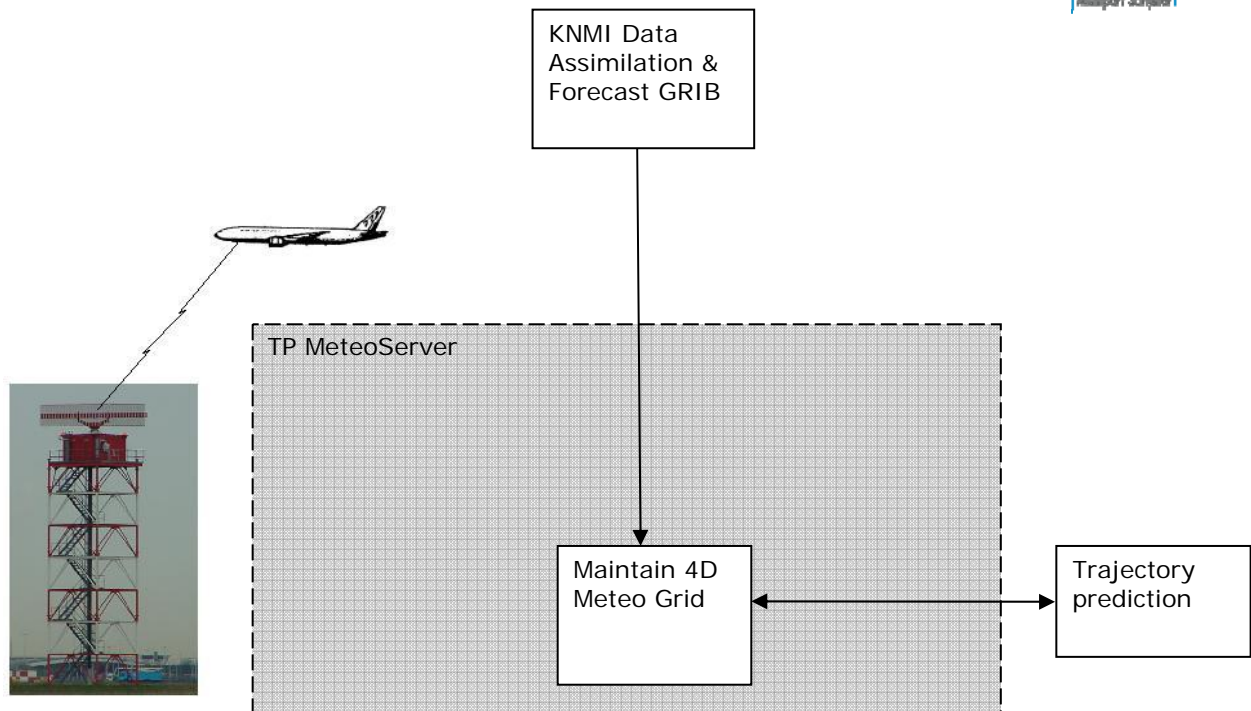 KNMI Data
Assimilation &
Forecast GRIB
TP MeteoServer
Maintain 4D
Meteo Grid
Trajectory
prediction